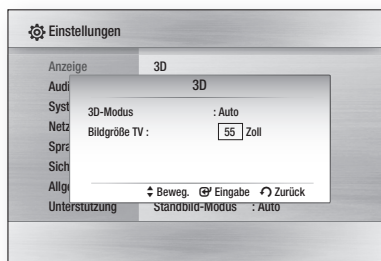 Einstellungen
Anzeige 3D
Audi
Syst
Netz
Spra
Sich
Allge
3D
3D-Modus : Auto
Bildgröße TV : 55 Zoll
Beweg. Eingabe Zurück
Unterstützung Standbild-Modus : Auto